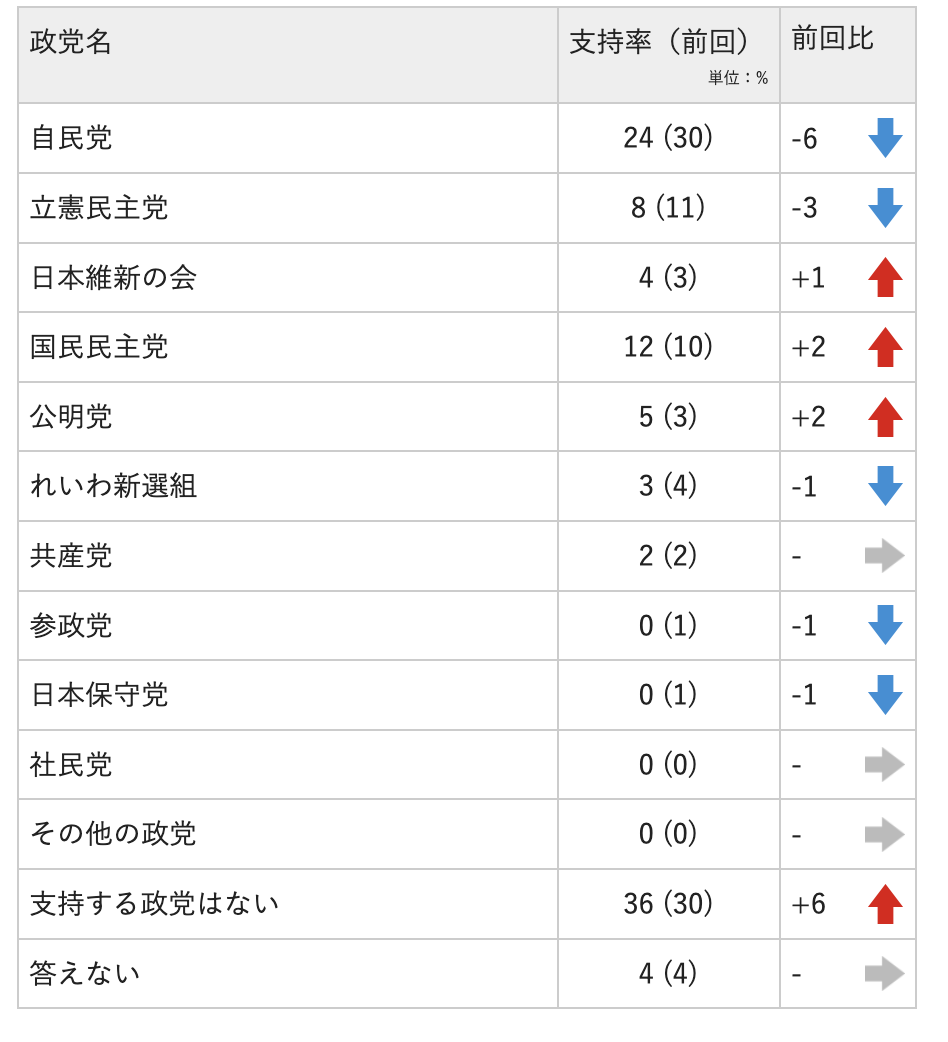 政党名 支持率（前回） 前回比
単位：%
自民党 24 (30) -6
立憲民主党 8 (11) -3
日本維新の会 4 (3) +1
国民民主党 12 (10) +2
公明党 5 (3) +2
れいわ新選組 3 (4) -1
共産党 2 (2) -
参政党 0 (1) -1
日本保守党 0 (1) -1
社民党 0 (0) -
その他の政党 0 (0) -
支持する政党はない 36 (30) +6
答えない 4 (4) -